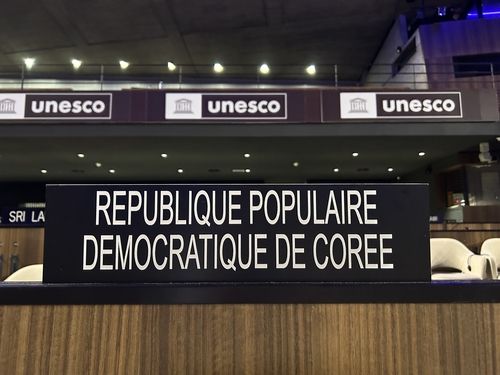 unesco unesco unesco
SRI LA
REPUBLIQUE POPULAIRE
DEMOCRATIQUE DE COREE